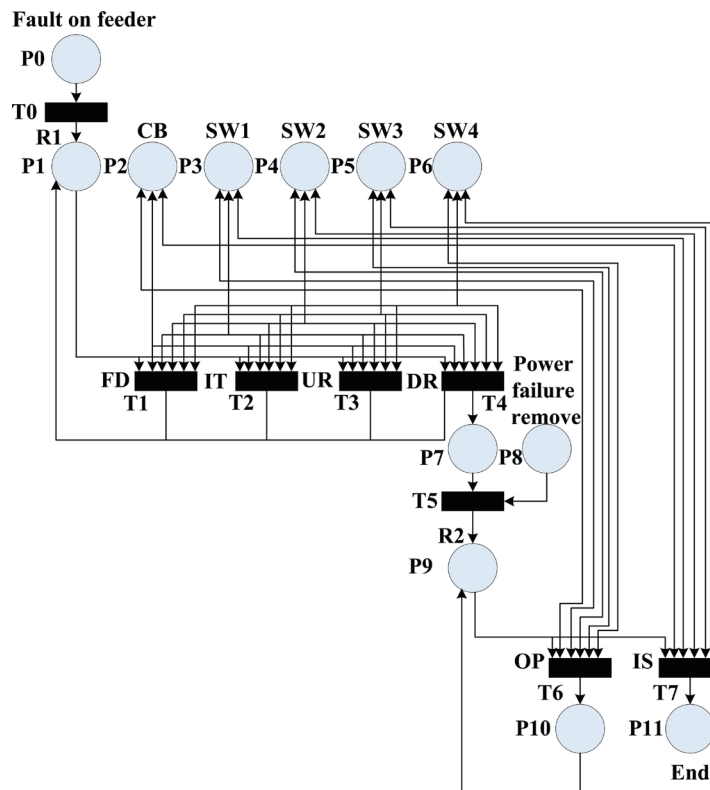 Fault on feeder
P0
T0
R1
CB
SW1
SW2
SW3
SW4
P1
P2
P3
P4
P5
P6
FD
IT
UR
DR
T1
T2
T3
T4
Power
failure
remove
P7
P8
T5
R2
P9
OP
IS
T6
T7
P10
P11
End